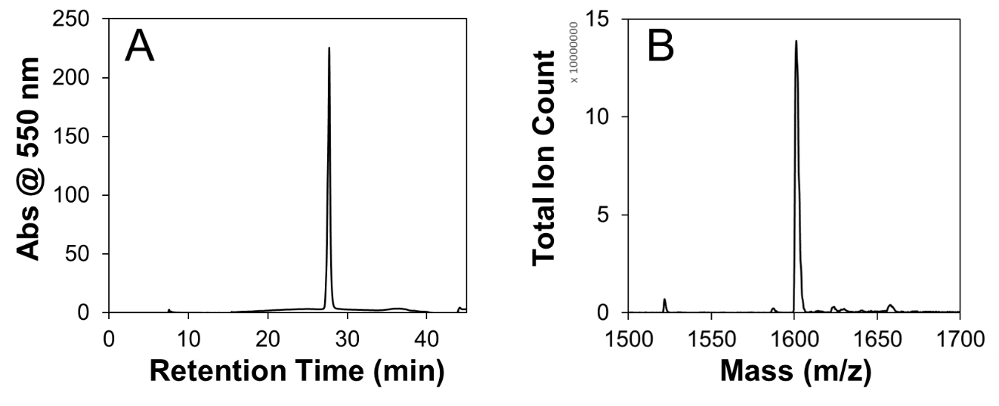 A
250
200
150
100
50
0
Abs @ 550 nm
0 10 20 30 40
Retention Time (min)
B
x 100000000
15
10
5
0
Total Ion Count
1500 1550 1600 1650 1700
Mass (m/z)